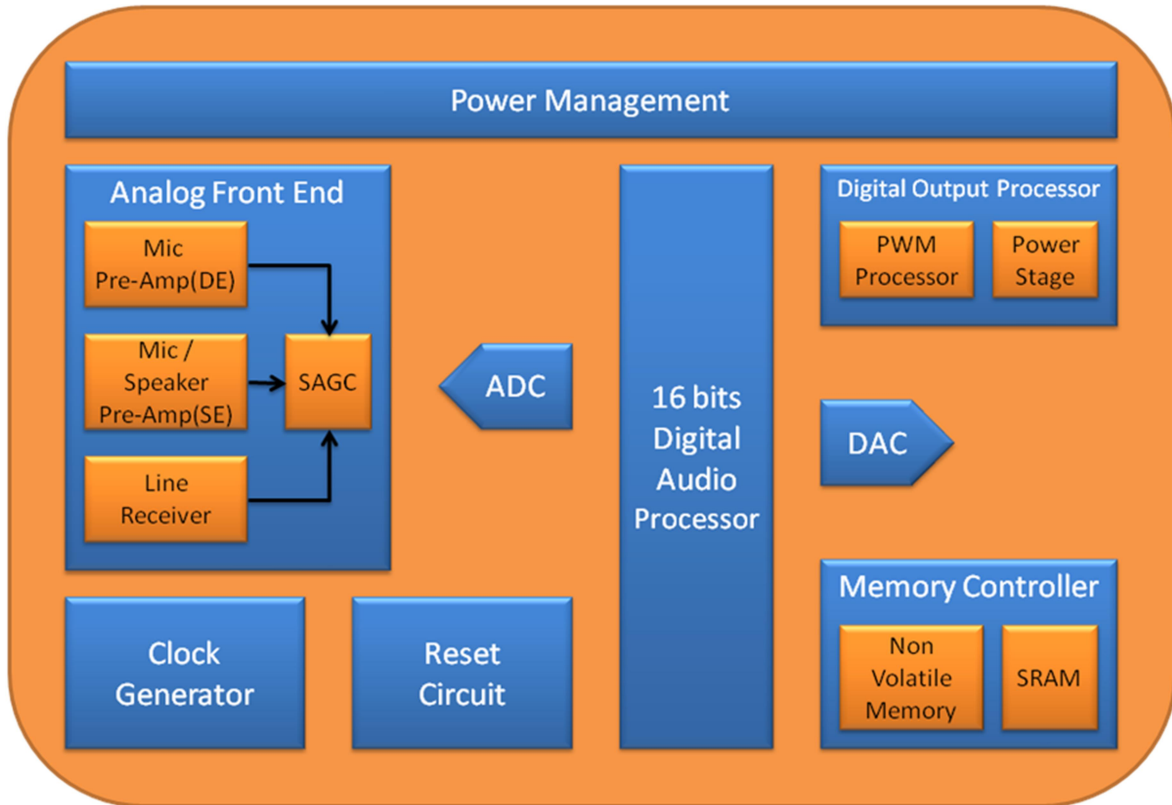 Power Management
Analog Front End
Mic
Pre-Amp(DE)
Mic /
Speaker
Pre-Amp(SE)
SAGC
Line
Receiver
ADC
16 bits
Digital
Audio
Processor
Digital Output Processor
PWM
Processor
Power
Stage
DAC
Memory Controller
Non
Volatile
Memory
SRAM
Clock
Generator
Reset
Circuit